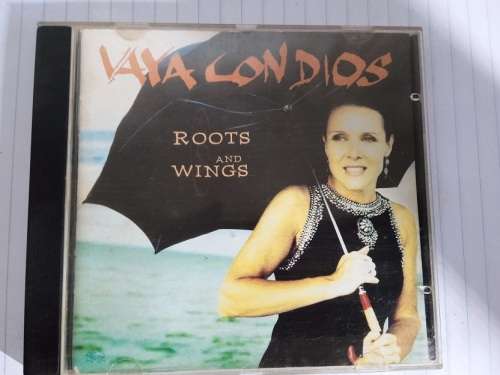 VAYA CON DIOS
ROOTS
AND
WINGS